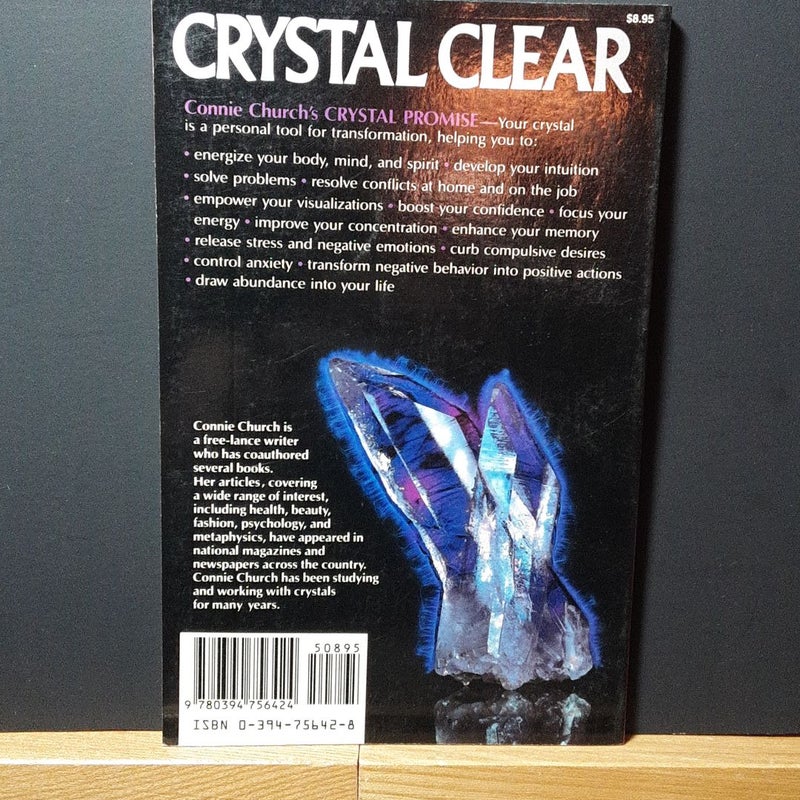 $8.95
CRYSTAL CLEAR
Connie Church's CRYSTAL PROMISE—Your crystal
is a personal tool for transformation, helping you to:
• energize your body, mind, and spirit • develop your intuition
• solve problems • resolve conflicts at home and on the job
• empower your visualizations • boost your confidence • focus your
energy • improve your concentration • enhance your memory
• release stress and negative emotions • curb compulsive desires
• control anxiety • transform negative behavior into positive actions
• draw abundance into your life
Connie Church is
a free-lance writer
who has coauthored
several books.
Her articles, covering
a wide range of interest,
including health, beauty,
fashion, psychology, and
metaphysics, have appeared in
national magazines and
newspapers across the country.
Connie Church has been studying
and working with crystals
for many years.
50895
9 780394 756424
ISBN 0-394-75642-8